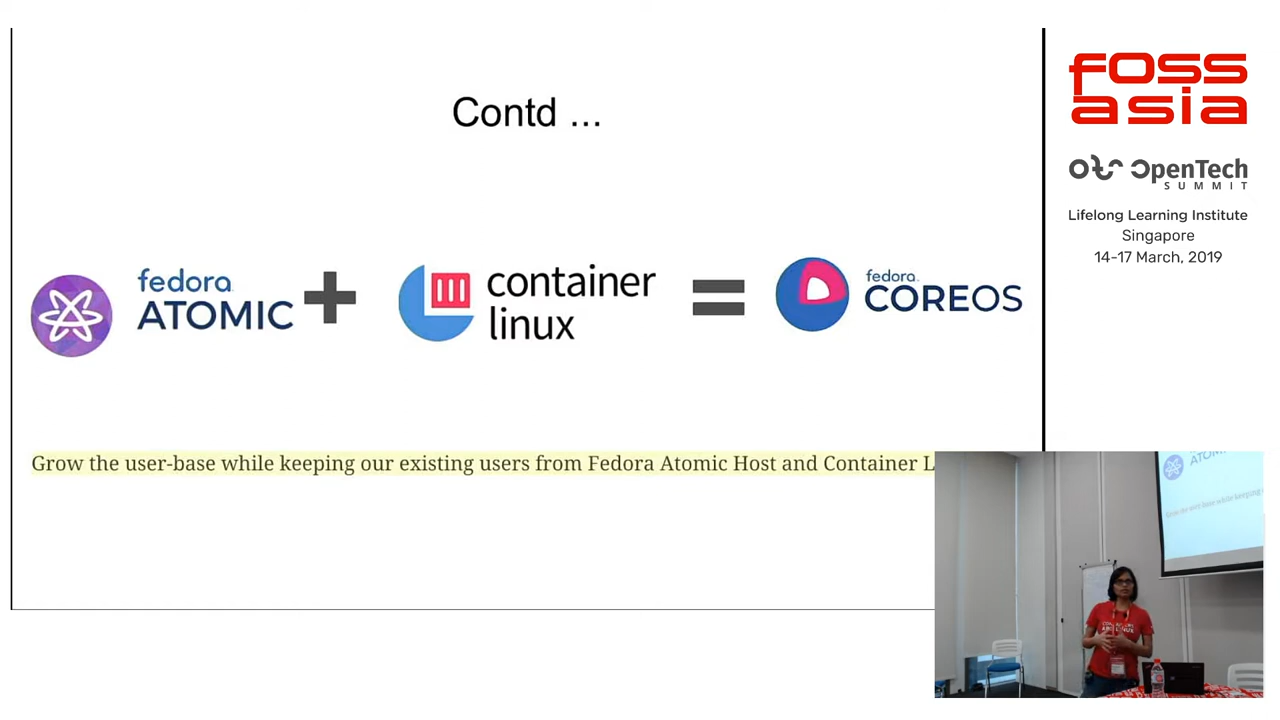 Contd ...
fedora
ATOMIC
container
linux
fedora
COREOS
Grow the user-base while keeping our existing users from Fedora Atomic Host and Container L
foss
asia
OpenTech
SUMMIT
Lifelong Learning Institute
Singapore
14-17 March, 2019